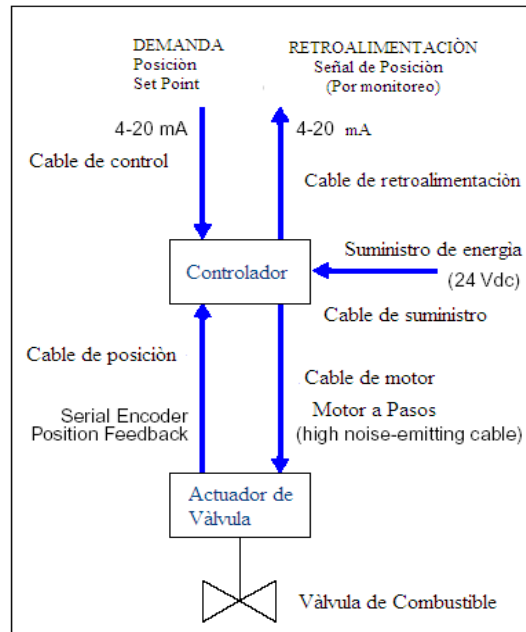 DEMANDA
Posiciòn
Set Point
RETROALIMENTACIÒN
Señal de Posiciòn
(Por monitoreo)
4-20 mA
4-20 mA
Cable de control
Cable de retroalimentaciòn
Controlador
Suministro de energìa
(24 Vdc)
Cable de suministro
Cable de posiciòn
Cable de motor
Serial Encoder
Position Feedback
Motor a Pasos
(high noise-emitting cable)
Actuador de
Vàlvula
Vàlvula de Combustible